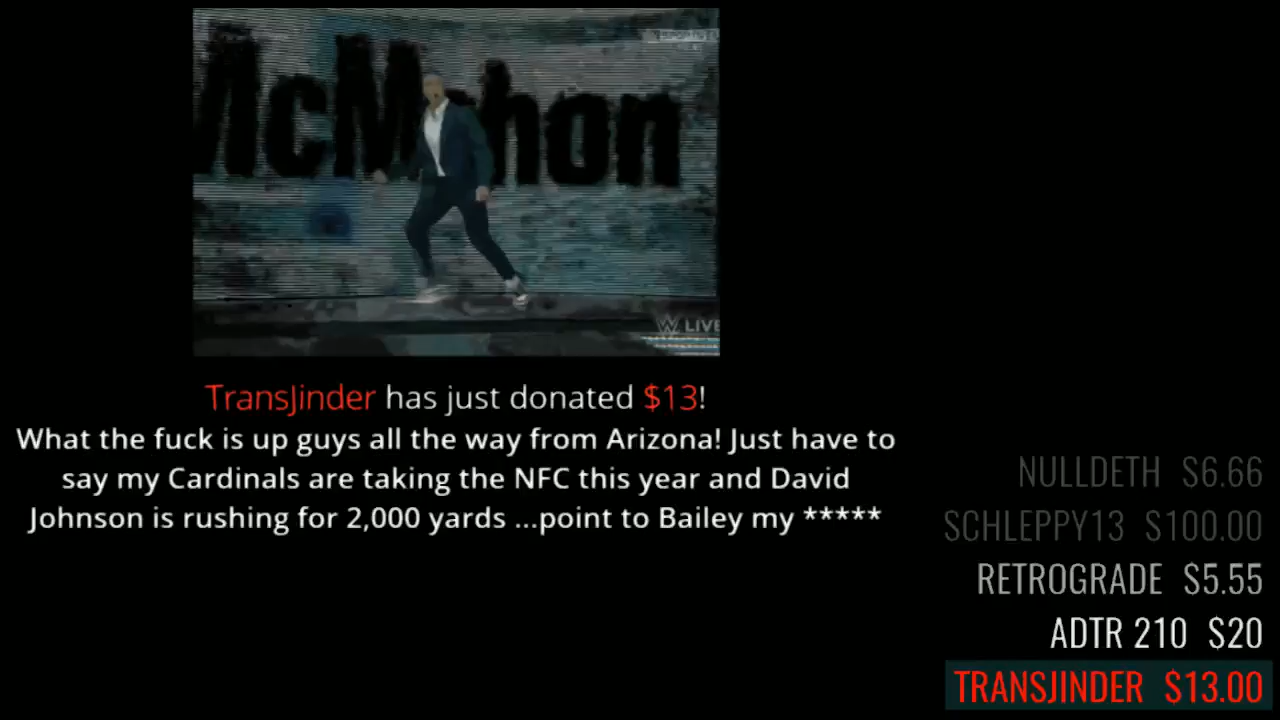 McMahon
LIVE
TransJinder has just donated $13!
What the fuck is up guys all the way from Arizona! Just have to
say my Cardinals are taking the NFC this year and David
Johnson is rushing for 2,000 yards ...point to Bailey my *****
NULLDETH $6.66
SCHLEPPY13 $100.00
RETROGRADE $5.55
ADTR 210 $20
TRANSJINDER $13.00